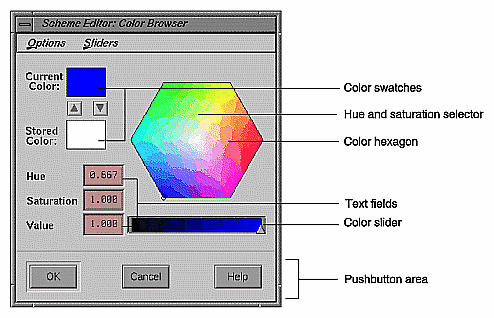 Scheme Editor: Color Browser
Options Sliders
Current
Color:
Stored
Color:
Hue 0.667
Saturation 1.000
Value 1.000
OK Cancel Help
Color swatches
Hue and saturation selector
Color hexagon
Text fields
Color slider
Pushbutton area